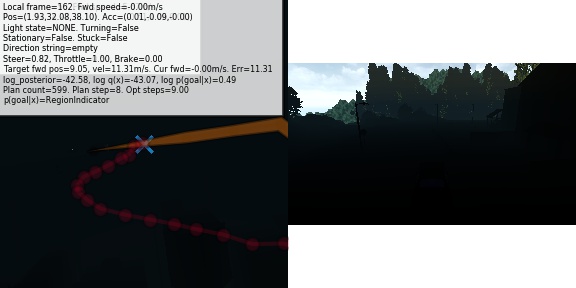 Local frame=162. Fwd speed=-0.00m/s
Pos=(1.93,32.08,38.10). Acc=(0.01,-0.09,-0.00)
Light state=NONE. Turning=False
Stationary=False. Stuck=False
Direction string=empty
Steer=0.82, Throttle=1.00, Brake=0.00
Target fwd pos=9.05, vel=11.31m/s. Cur fwd=-0.00m/s. Err=11.31
log_posterior=-42.58, log q(x)=-43.07, log p(goal|x)=0.49
Plan count=599. Plan step=8. Opt steps=9.00
p(goal|x)=RegionIndicator